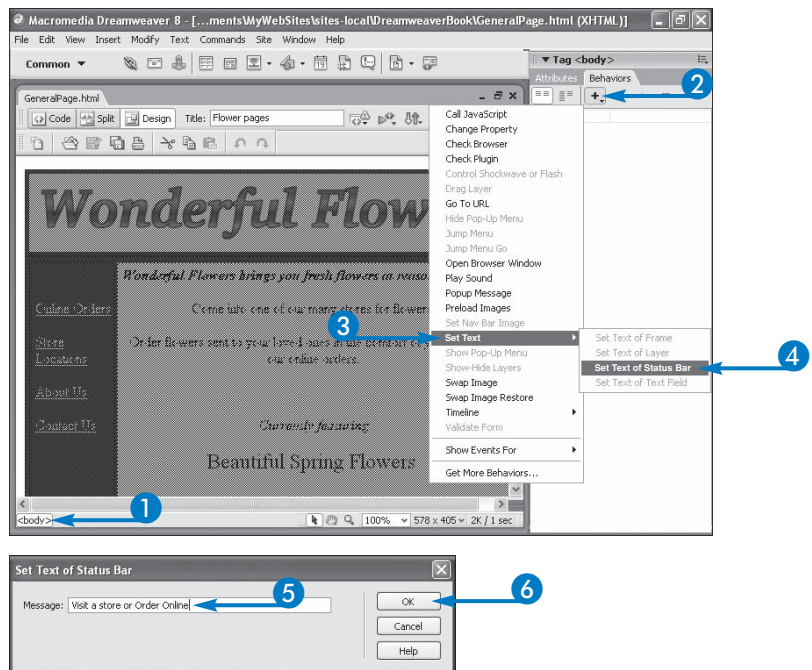 Macromedia Dreamweaver 8 - [...ments\MyWebSites\sites-local\DreamweaverBook\GeneralPage.html (XHTML)]
File Edit View Insert Modify Text Commands Site Window Help
Common
Tag <body>
Attributes Behaviors
2
GeneralPage.html
Code Split Design Title: Flower pages
Call JavaScript
Change Property
Check Browser
Check Plugin
Control Shockwave or Flash
Drag Layer
Go To URL
Hide Pop-Up Menu
Jump Menu
Jump Menu Go
Open Browser Window
Play Sound
Popup Message
Preload Images
Set Nav Bar Image
3
Set Text
Show Pop-Up Menu
Show-Hide Layers
Swap Image
Swap Image Restore
Timeline
Validate Form
Show Events For
Get More Behaviors...
Set Text of Frame
Set Text of Layer
Set Text of Status Bar
4
Set Text of Text Field
Wonderful Flow
Wonderful Flowers brings you fresh flowers at reaso
Online Orders
Come into one of our many stores for flower
Store
Locations
Order flowers sent to your loved ones in the
our online orders.
About Us
Contact Us
Currently featuring
Beautiful Spring Flowers
<body>
1
100% 578 x 405 2K / 1 sec
Set Text of Status Bar
Message: Visit a store or Order Online
5
OK
6
Cancel
Help